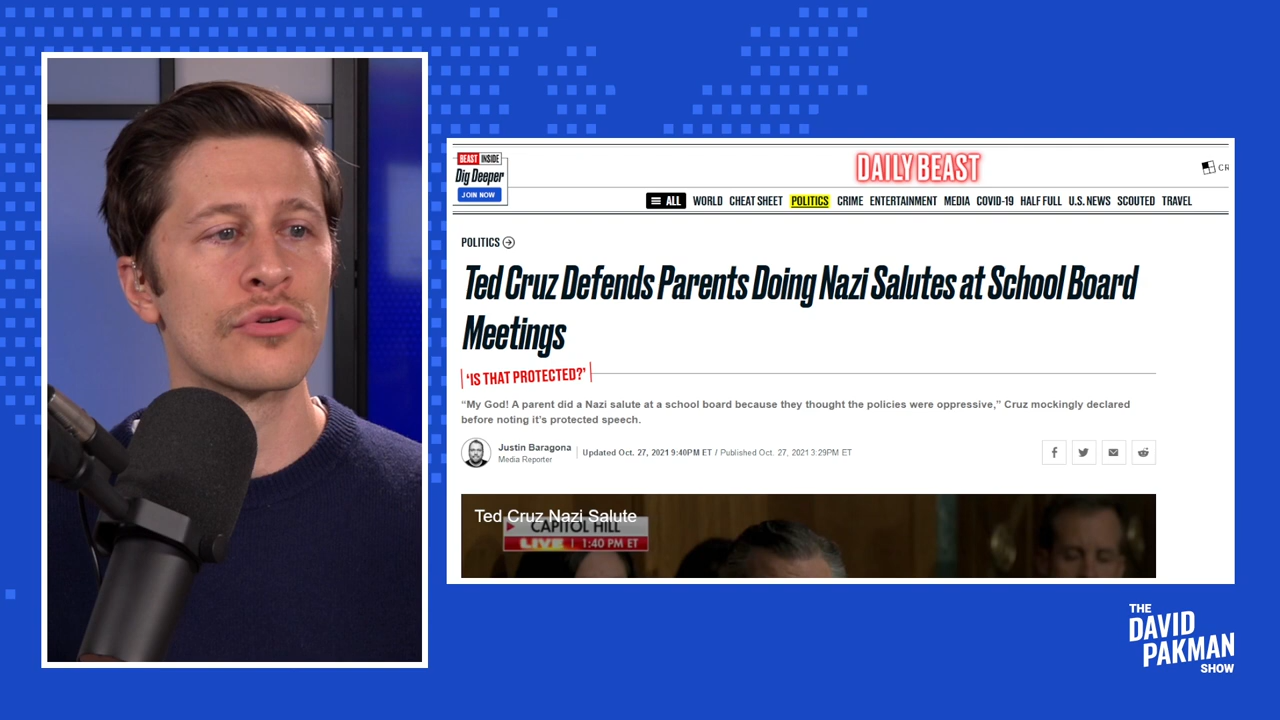 BEAST INSIDE
Dig Deeper
JOIN NOW
DAILY BEAST
CR
ALL WORLD CHEAT SHEET POLITICS CRIME ENTERTAINMENT MEDIA COVID-19 HALF FULL U.S. NEWS SCOUTED TRAVEL
POLITICS
Ted Cruz Defends Parents Doing Nazi Salutes at School Board
Meetings
‘IS THAT PROTECTED?’
“My God! A parent did a Nazi salute at a school board because they thought the policies were oppressive,” Cruz mockingly declared
before noting it’s protected speech.
Justin Baragona
Media Reporter
Updated Oct. 27, 2021 9:40PM ET / Published Oct. 27, 2021 3:29PM ET
Ted Cruz Nazi Salute
CAPITOL HILL
LIVE 1:40 PM ET
THE
DAVID
PAKMAN
SHOW